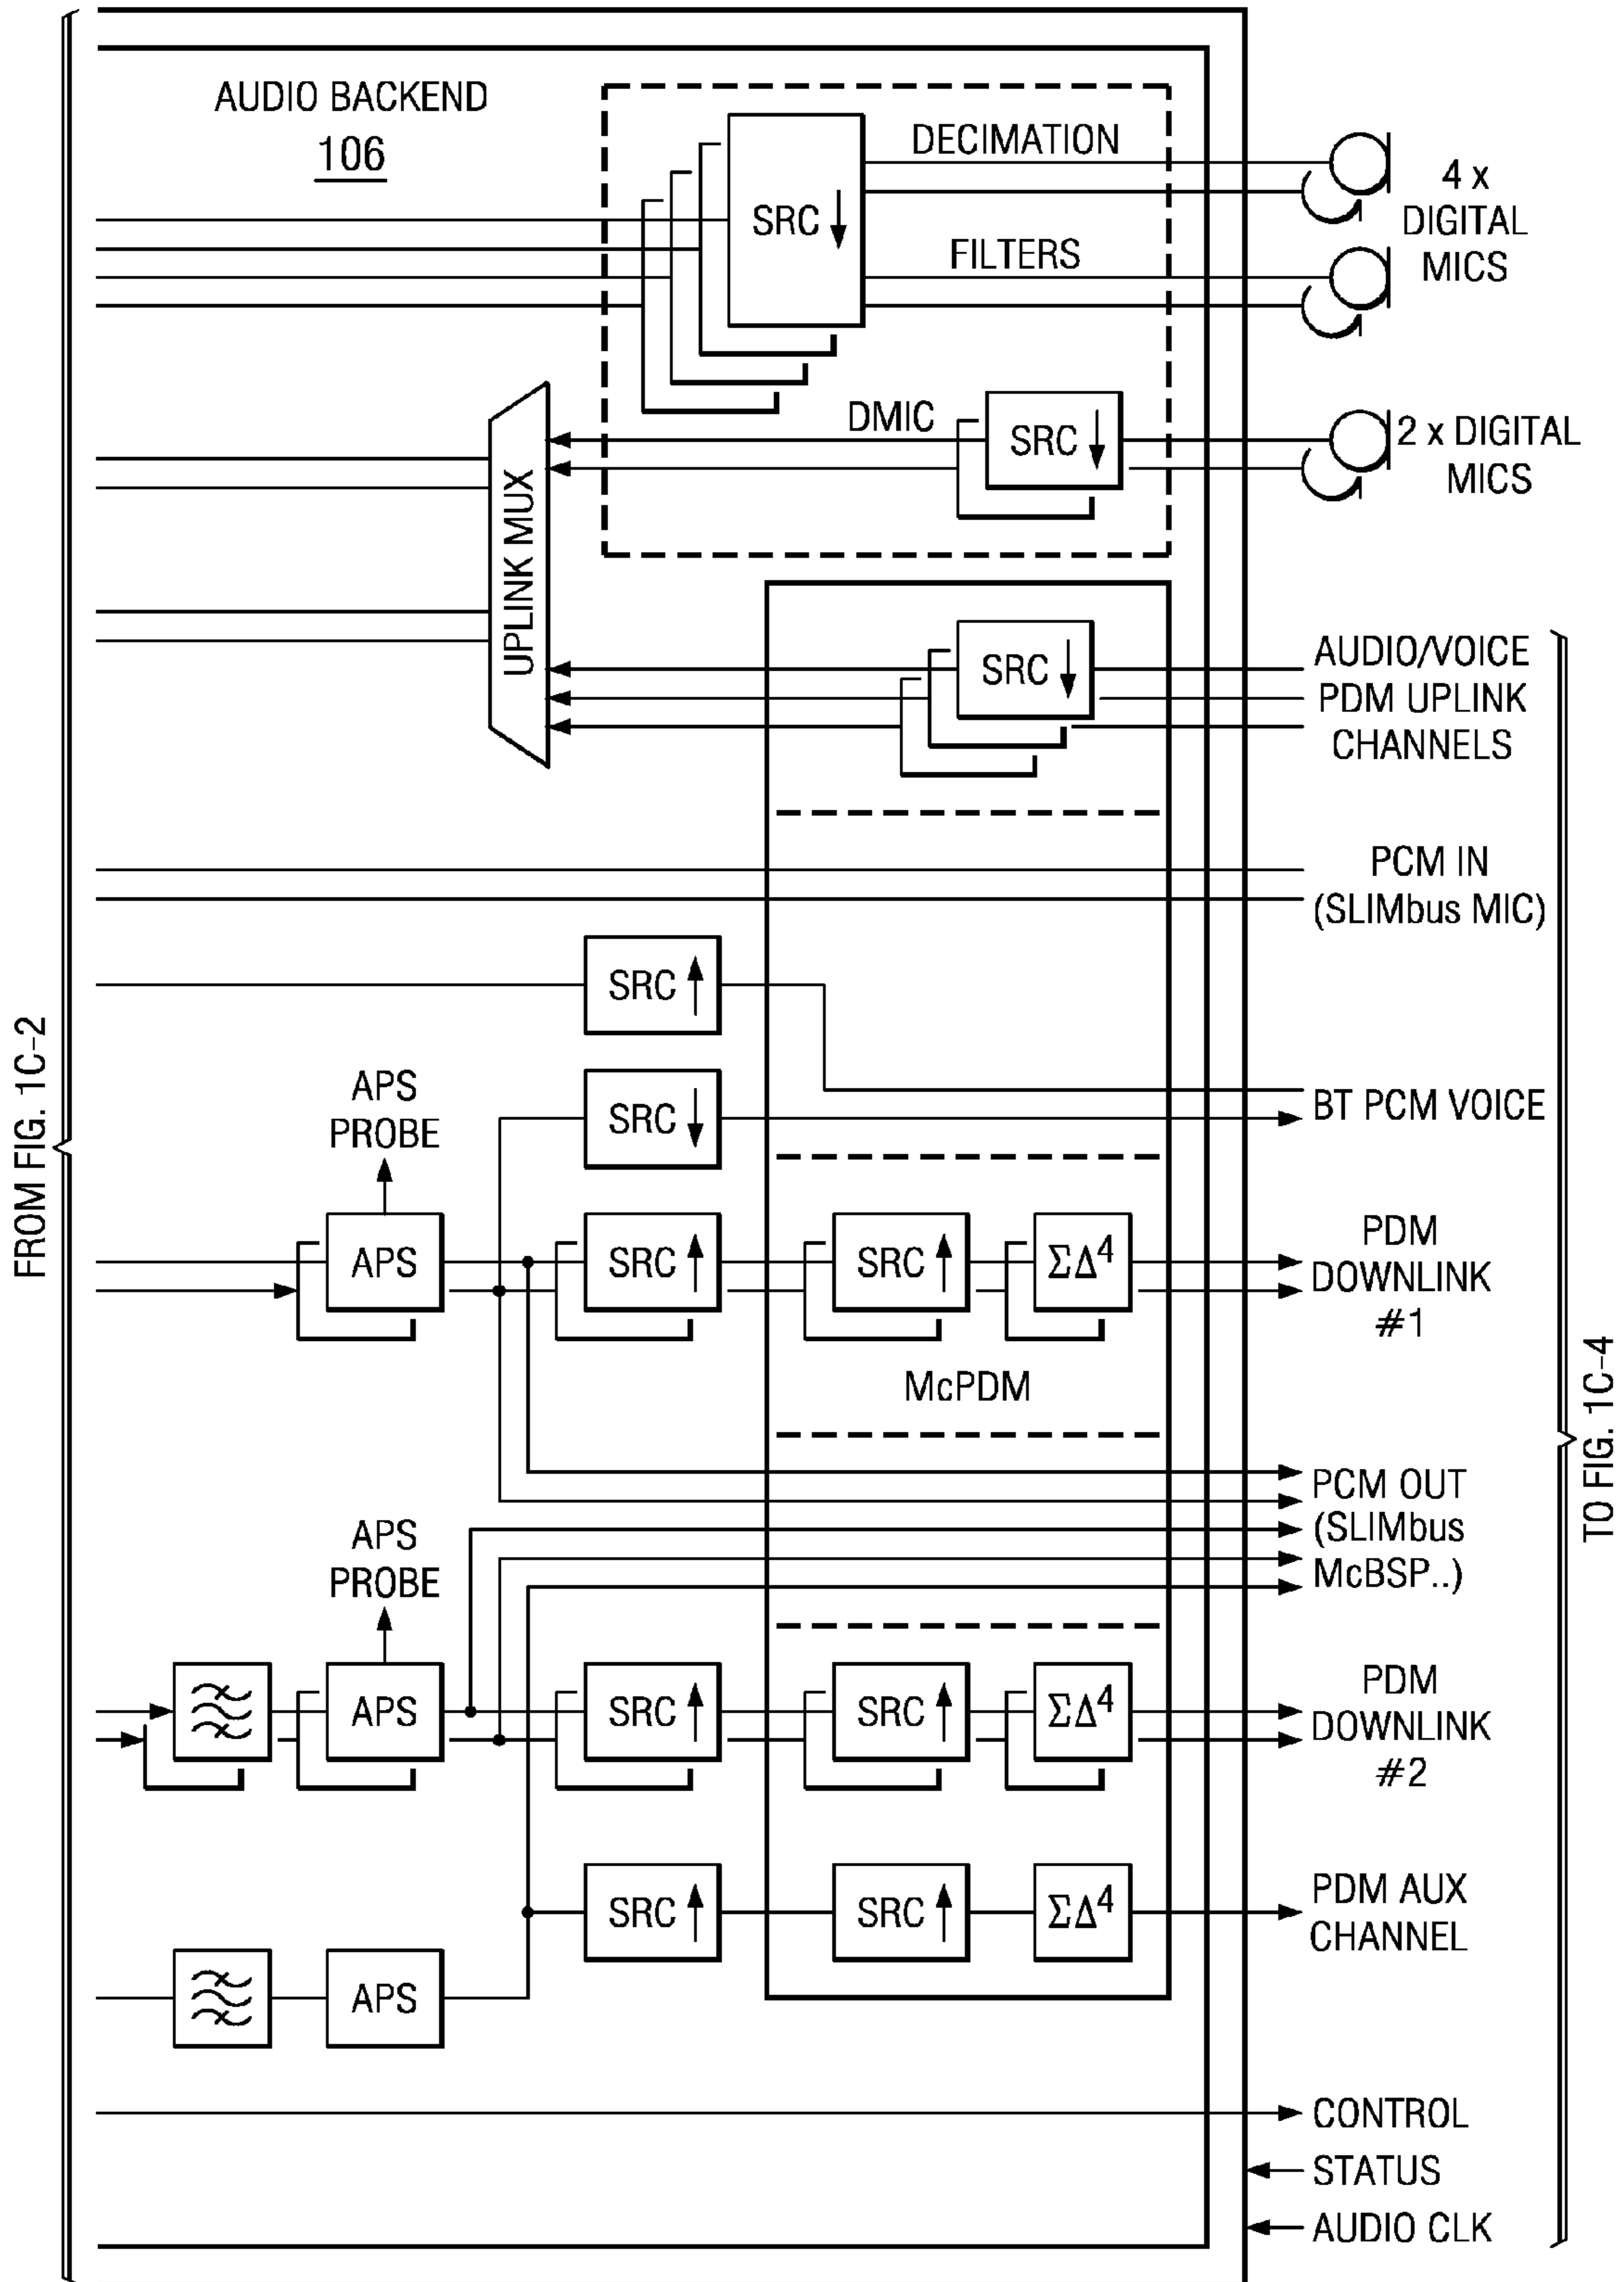 AUDIO BACKEND
106
DECIMATION
SRC ↓
FILTERS
4 x
DIGITAL
MICS
DMIC
SRC ↓
2 x DIGITAL
MICS
UPLINK MUX
SRC ↓
AUDIO/VOICE
PDM UPLINK
CHANNELS
PCM IN
(SLIMbus MIC)
SRC ↑
APS
PROBE
SRC ↓
BT PCM VOICE
APS
SRC ↑
SRC ↑
ΣΔ⁴
PDM
DOWNLINK
#1
McPDM
PCM OUT
(SLIMbus
McBSP..)
APS
PROBE
APS
SRC ↑
SRC ↑
ΣΔ⁴
PDM
DOWNLINK
#2
SRC ↑
SRC ↑
ΣΔ⁴
PDM AUX
CHANNEL
APS
CONTROL
STATUS
AUDIO CLK
FROM FIG. 1C-2
TO FIG. 1C-4